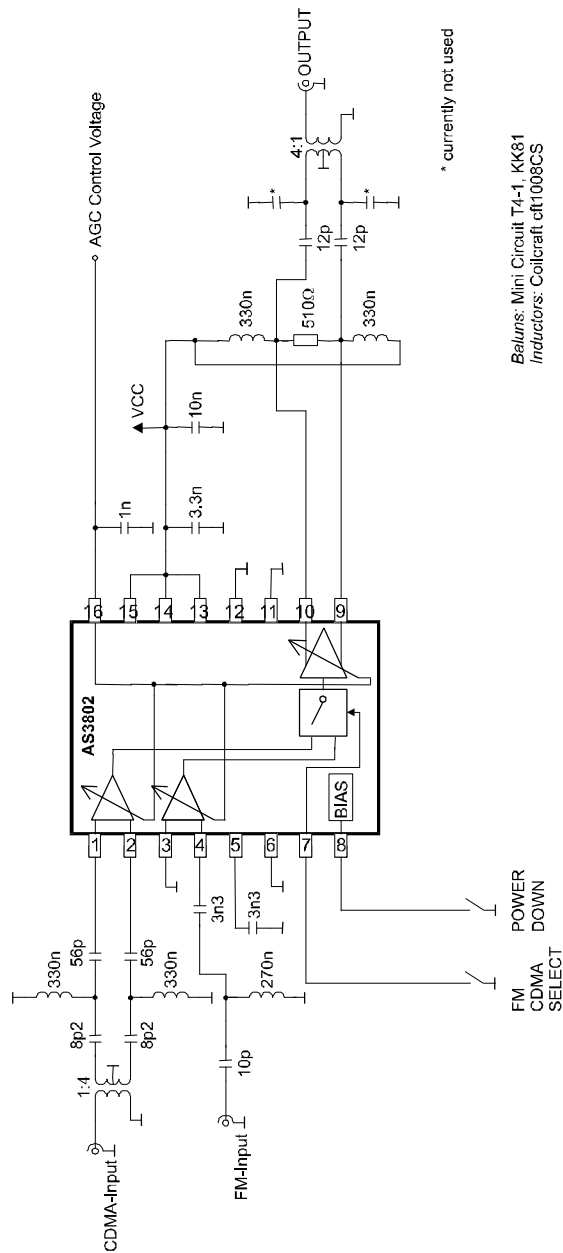 CDMA-Input
1:4
8p2
8p2
330n
330n
56p
56p
FM-Input
10p
270n
3n3
3n3
FM
CDMA
SELECT
POWER
DOWN
1
2
3
4
5
6
7
8
AS3802
BIAS
16
15
14
13
12
11
10
9
1n
3.3n
10n
VCC
AGC Control Voltage
330n
510Ω
330n
12p
12p
*
*
4:1
OUTPUT
* currently not used
Baluns: Mini Circuit T4-1, KK81
Inductors: Coilcraft cft1008CS